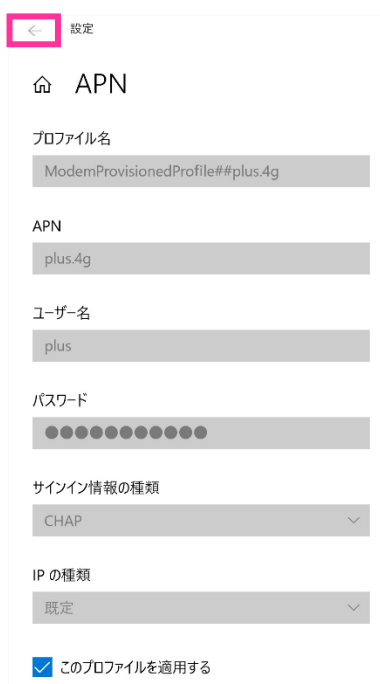 設定
APN
プロファイル名
ModemProvisionedProfile##plus.4g
APN
plus.4g
ユーザー名
plus
パスワード
●●●●●●●●●●●
サインイン情報の種類
CHAP
IP の種類
既定
このプロファイルを適用する